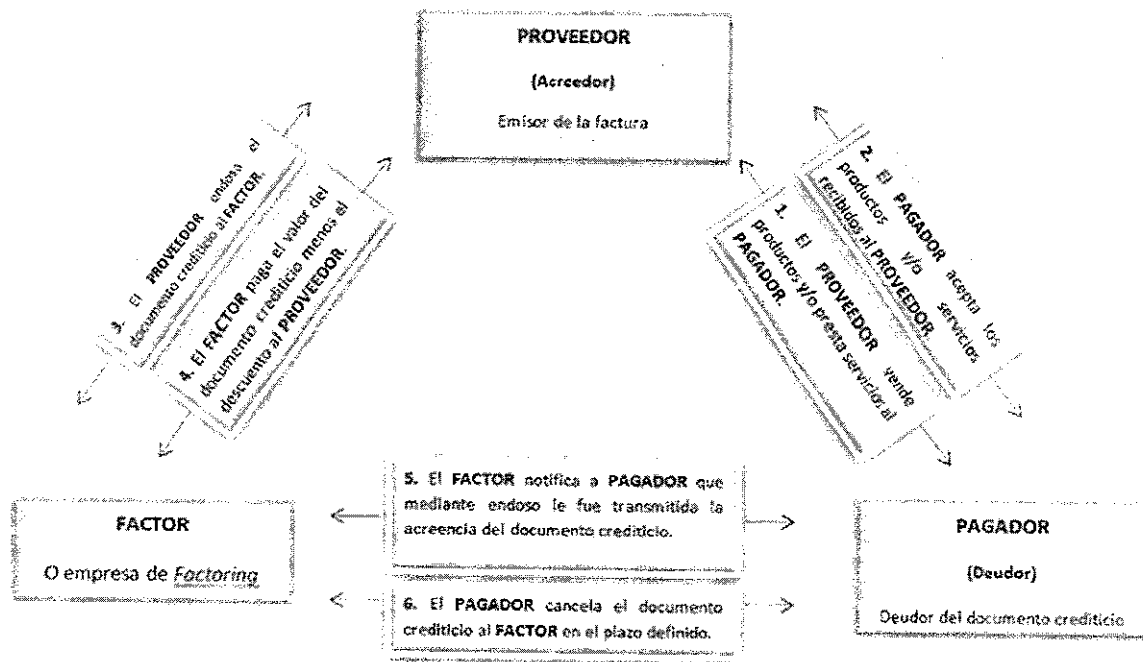 PROVEEDOR
(Acreedor)
Emisor de la factura
3. El PROVEEDOR endosa el
documento crediticio al FACTOR.
4. El FACTOR paga el valor del
documento crediticio menos el
descuento al PROVEEDOR.
2. El PAGADOR acepta los
productos y/o servicios
recibidos al PROVEEDOR.
1. El PROVEEDOR vende
productos y/o presta servicios al
PAGADOR.
5. El FACTOR notifica a PAGADOR que
mediante endoso le fue transmitida la
acreencia del documento crediticio.
FACTOR
O empresa de Factoring
PAGADOR
(Deudor)
Deudor del documento crediticio
6. El PAGADOR cancela el documento
crediticio al FACTOR en el plazo definido.